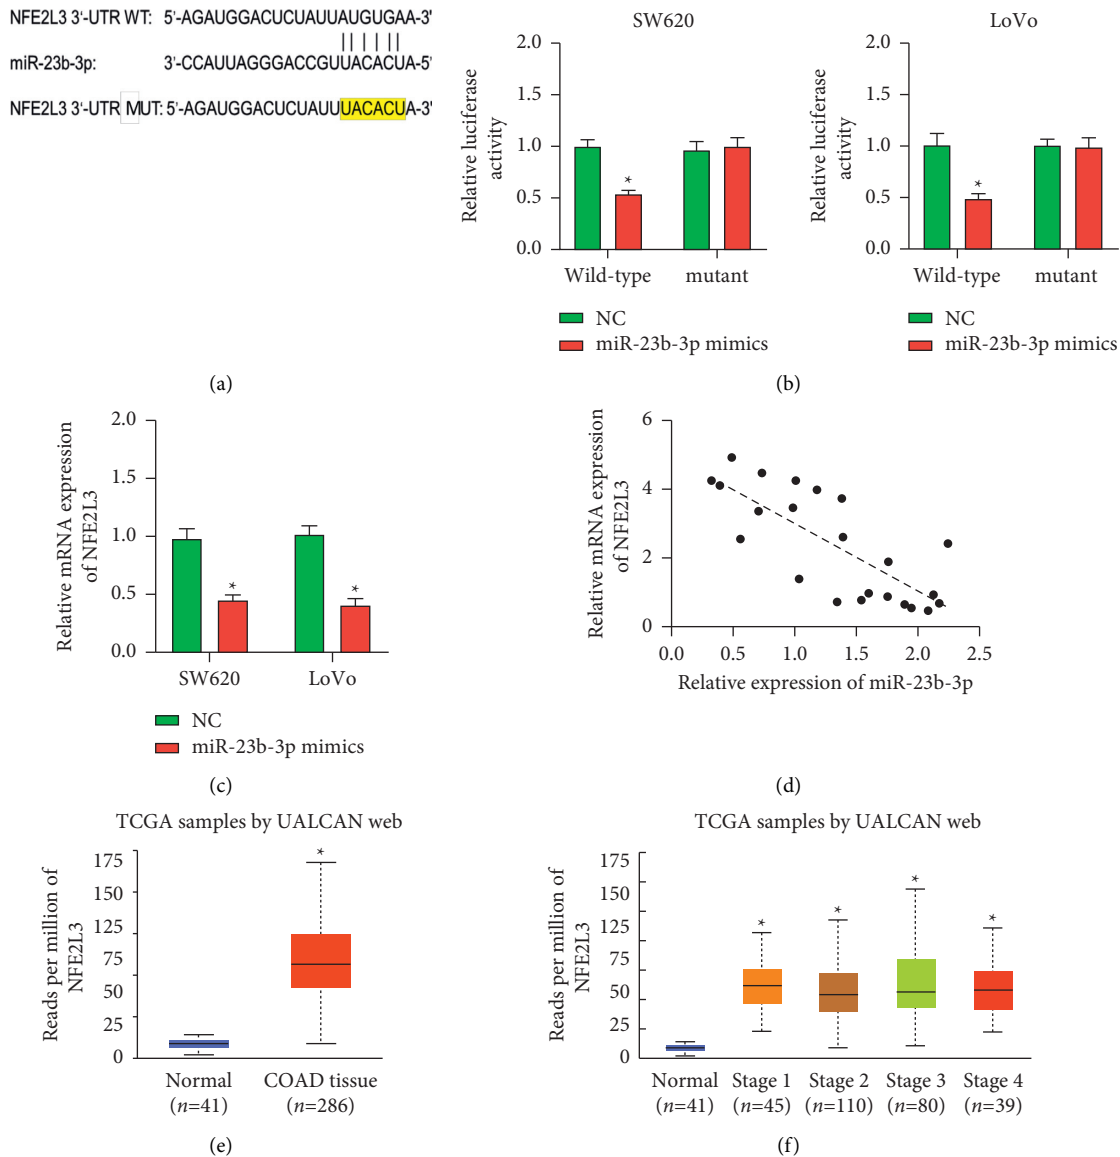 NFE2L3 3'-UTR WT: 5'-AGAUGGACUCUAUUAUGUGAA-3'
miR-23b-3p: 3'-CCAUUAGGGACCGUUACACUA-5'
NFE2L3 3'-UTR MUT: 5'-AGAUGGACUCUAUUUACACUA-3'
(a)
SW620
Relative luciferase
activity
2.0
1.5
1.0
0.5
0.0
*
Wild-type mutant
NC
miR-23b-3p mimics
LoVo
Relative luciferase
activity
2.0
1.5
1.0
0.5
0.0
*
Wild-type mutant
NC
miR-23b-3p mimics
(b)
Relative mRNA expression
of NFE2L3
2.0
1.5
1.0
0.5
0.0
* *
SW620 LoVo
NC
miR-23b-3p mimics
(c)
Relative mRNA expression
of NFE2L3
6
4
2
0
0.0 0.5 1.0 1.5 2.0 2.5
Relative expression of miR-23b-3p
(d)
TCGA samples by UALCAN web
Reads per million of
NFE2L3
175
150
125
75
50
25
0
*
Normal COAD tissue
(n=41) (n=286)
(e)
TCGA samples by UALCAN web
Reads per million of
NFE2L3
175
150
125
75
50
25
0
* * * *
Normal Stage 1 Stage 2 Stage 3 Stage 4
(n=41) (n=45) (n=110) (n=80) (n=39)
(f)